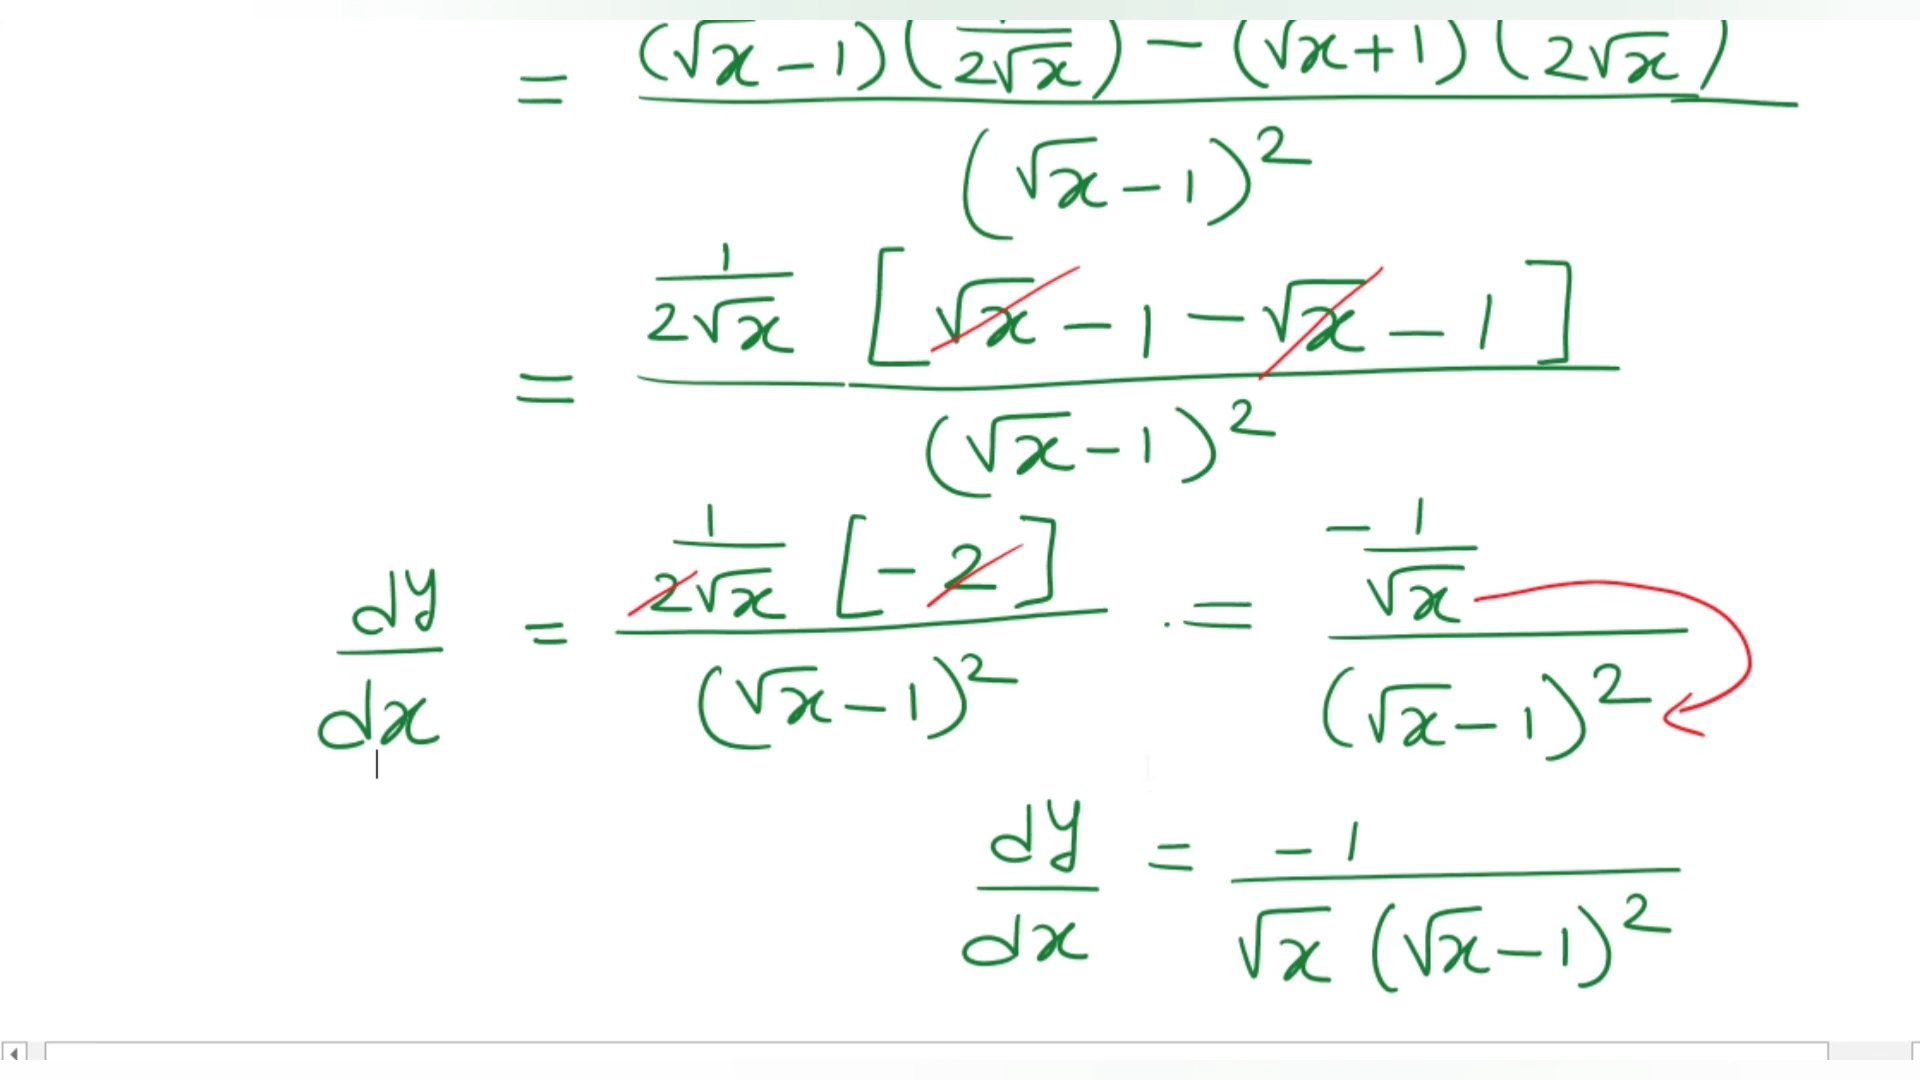 = (√x − 1)(1/2√x) − (√x + 1)(2√x) / (√x − 1)²
= 1/2√x [√x − 1 − √x − 1] / (√x − 1)²
dy/dx = 1/2√x [−2] / (√x − 1)² .= −1/√x / (√x − 1)²
dy/dx = −1 / √x (√x − 1)²